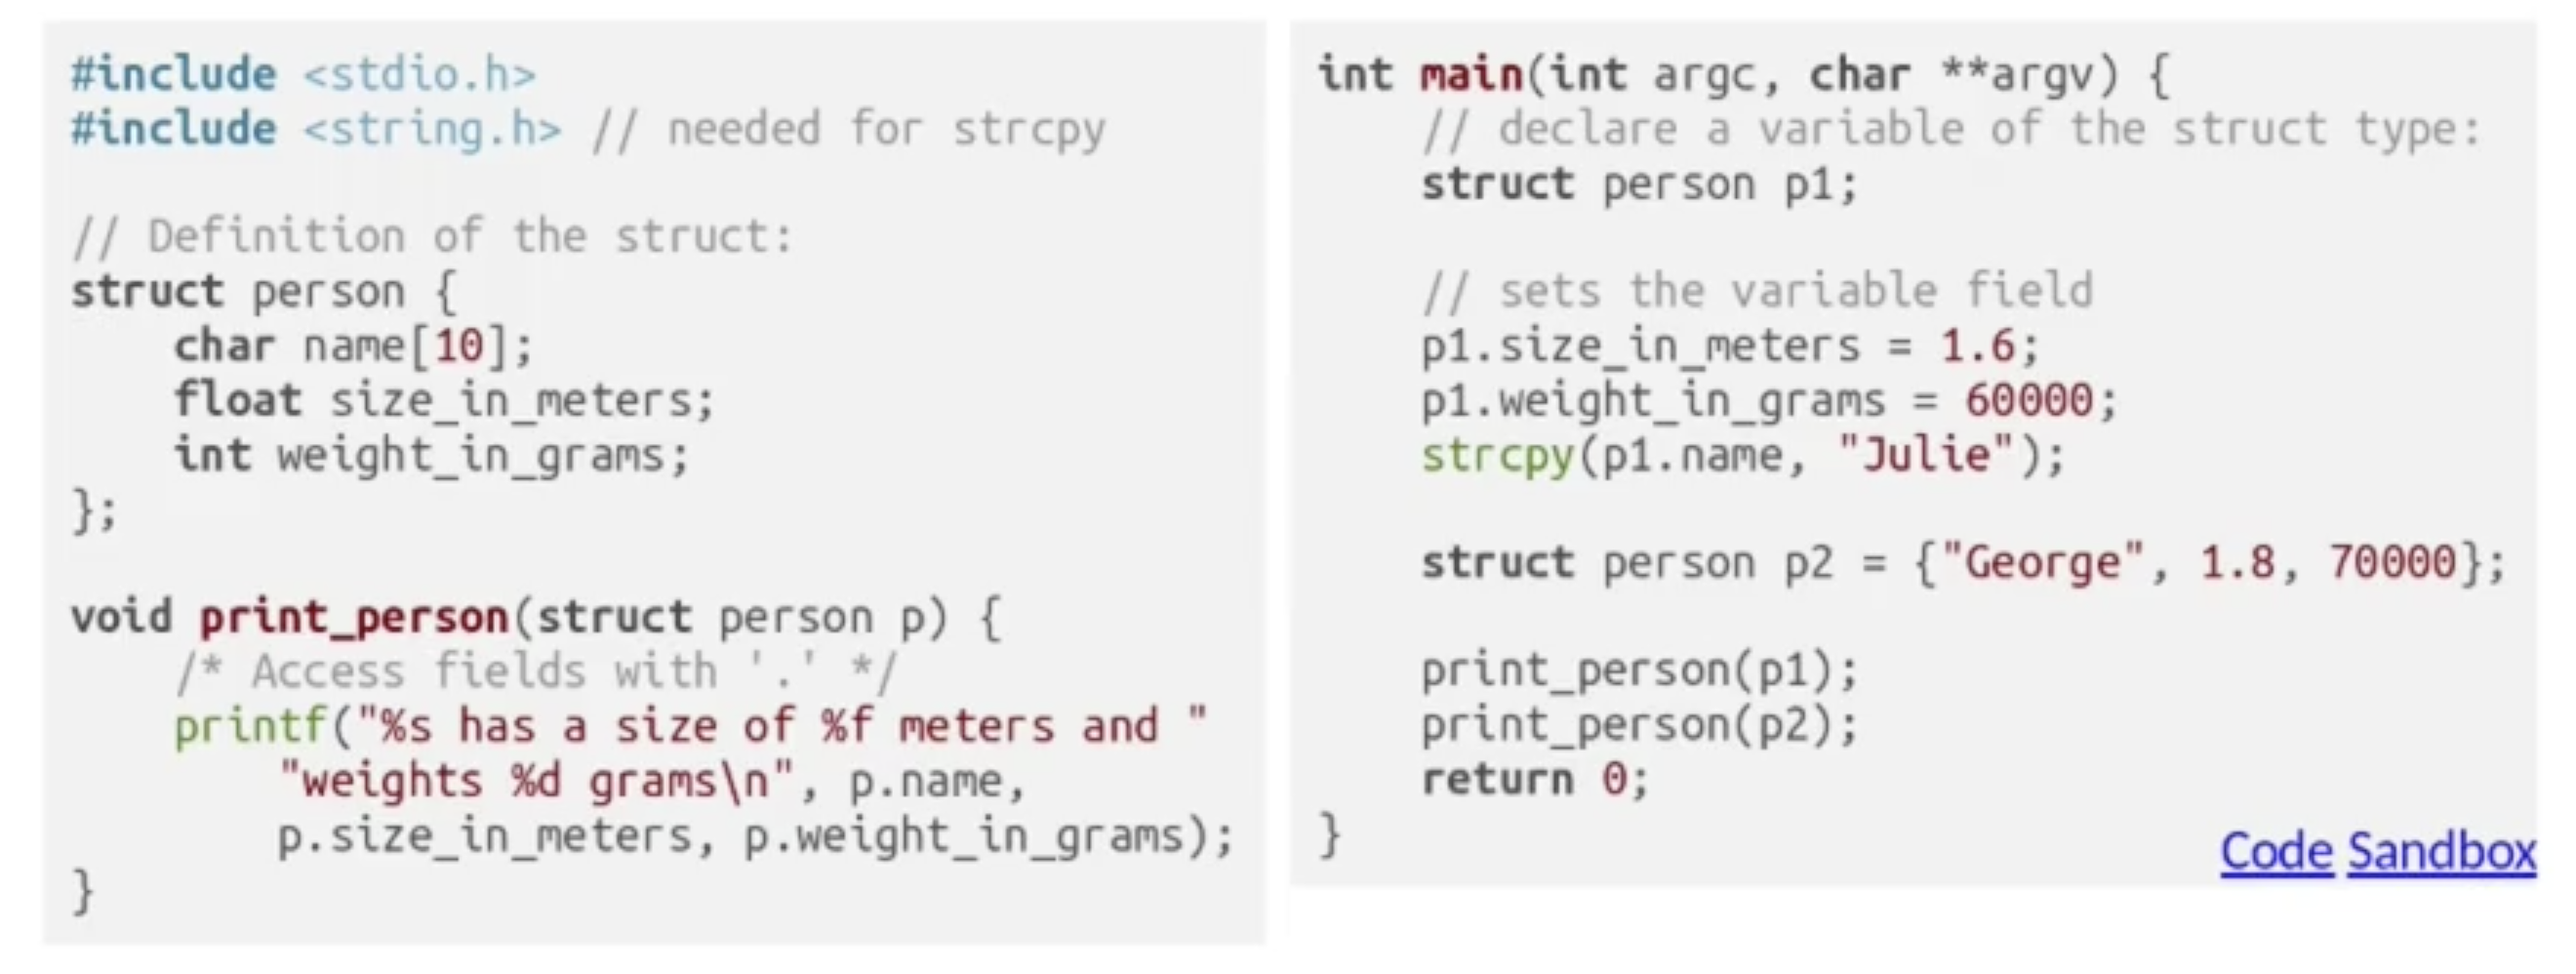 #include <stdio.h>
#include <string.h> // needed for strcpy
// Definition of the struct:
struct person {
    char name[10];
    float size_in_meters;
    int weight_in_grams;
};
void print_person(struct person p) {
    /* Access fields with '.' */
    printf("%s has a size of %f meters and "
        "weights %d grams\n", p.name,
        p.size_in_meters, p.weight_in_grams);
}
int main(int argc, char **argv) {
    // declare a variable of the struct type:
    struct person p1;
    // sets the variable field
    p1.size_in_meters = 1.6;
    p1.weight_in_grams = 60000;
    strcpy(p1.name, "Julie");
    struct person p2 = {"George", 1.8, 70000};
    print_person(p1);
    print_person(p2);
    return 0;
}
Code Sandbox